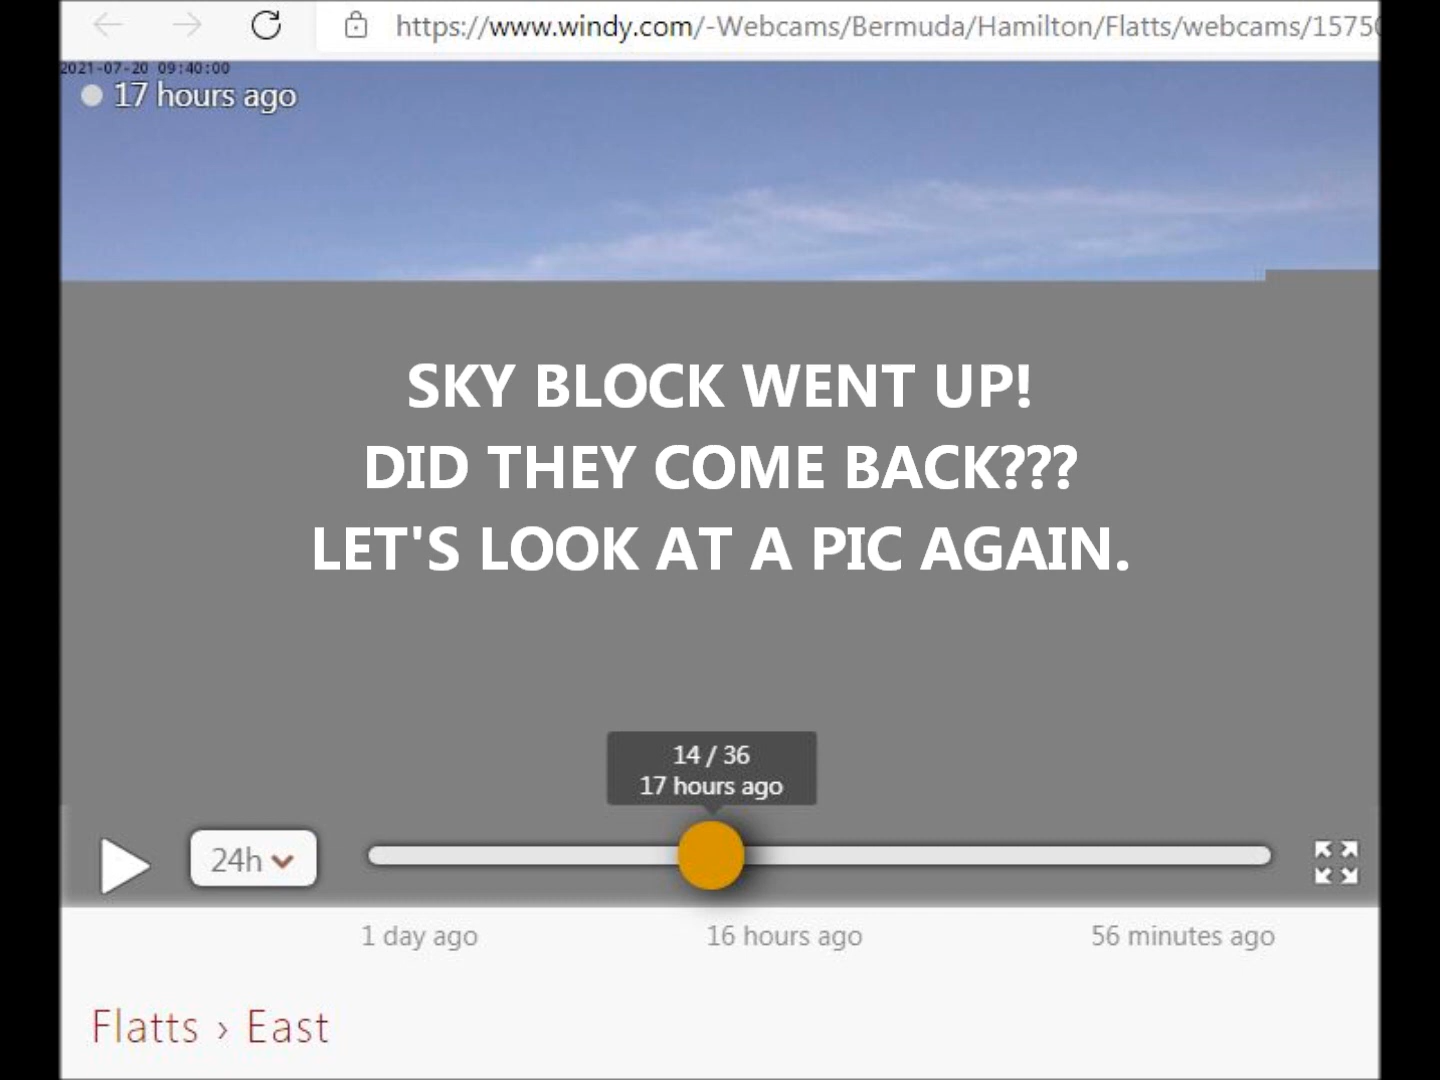 https://www.windy.com/-Webcams/Bermuda/Hamilton/Flatts/webcams/1575
2021-07-20 09:40:00
17 hours ago
SKY BLOCK WENT UP!
DID THEY COME BACK???
LET'S LOOK AT A PIC AGAIN.
14 / 36
17 hours ago
24h
1 day ago
16 hours ago
56 minutes ago
Flatts › East